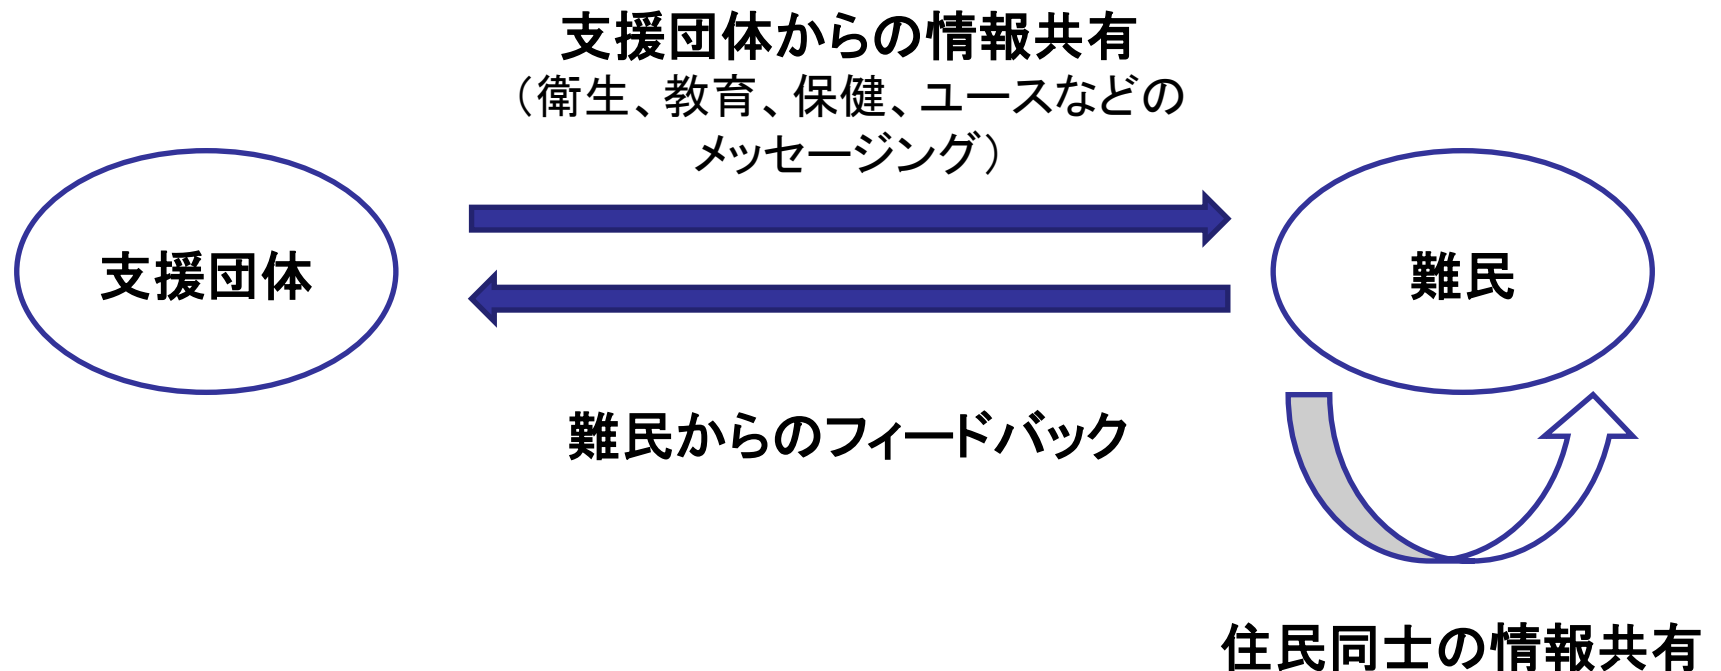 支援団体からの情報共有
（衛生、教育、保健、ユースなどの
メッセージング）
支援団体
難民
難民からのフィードバック
住民同士の情報共有